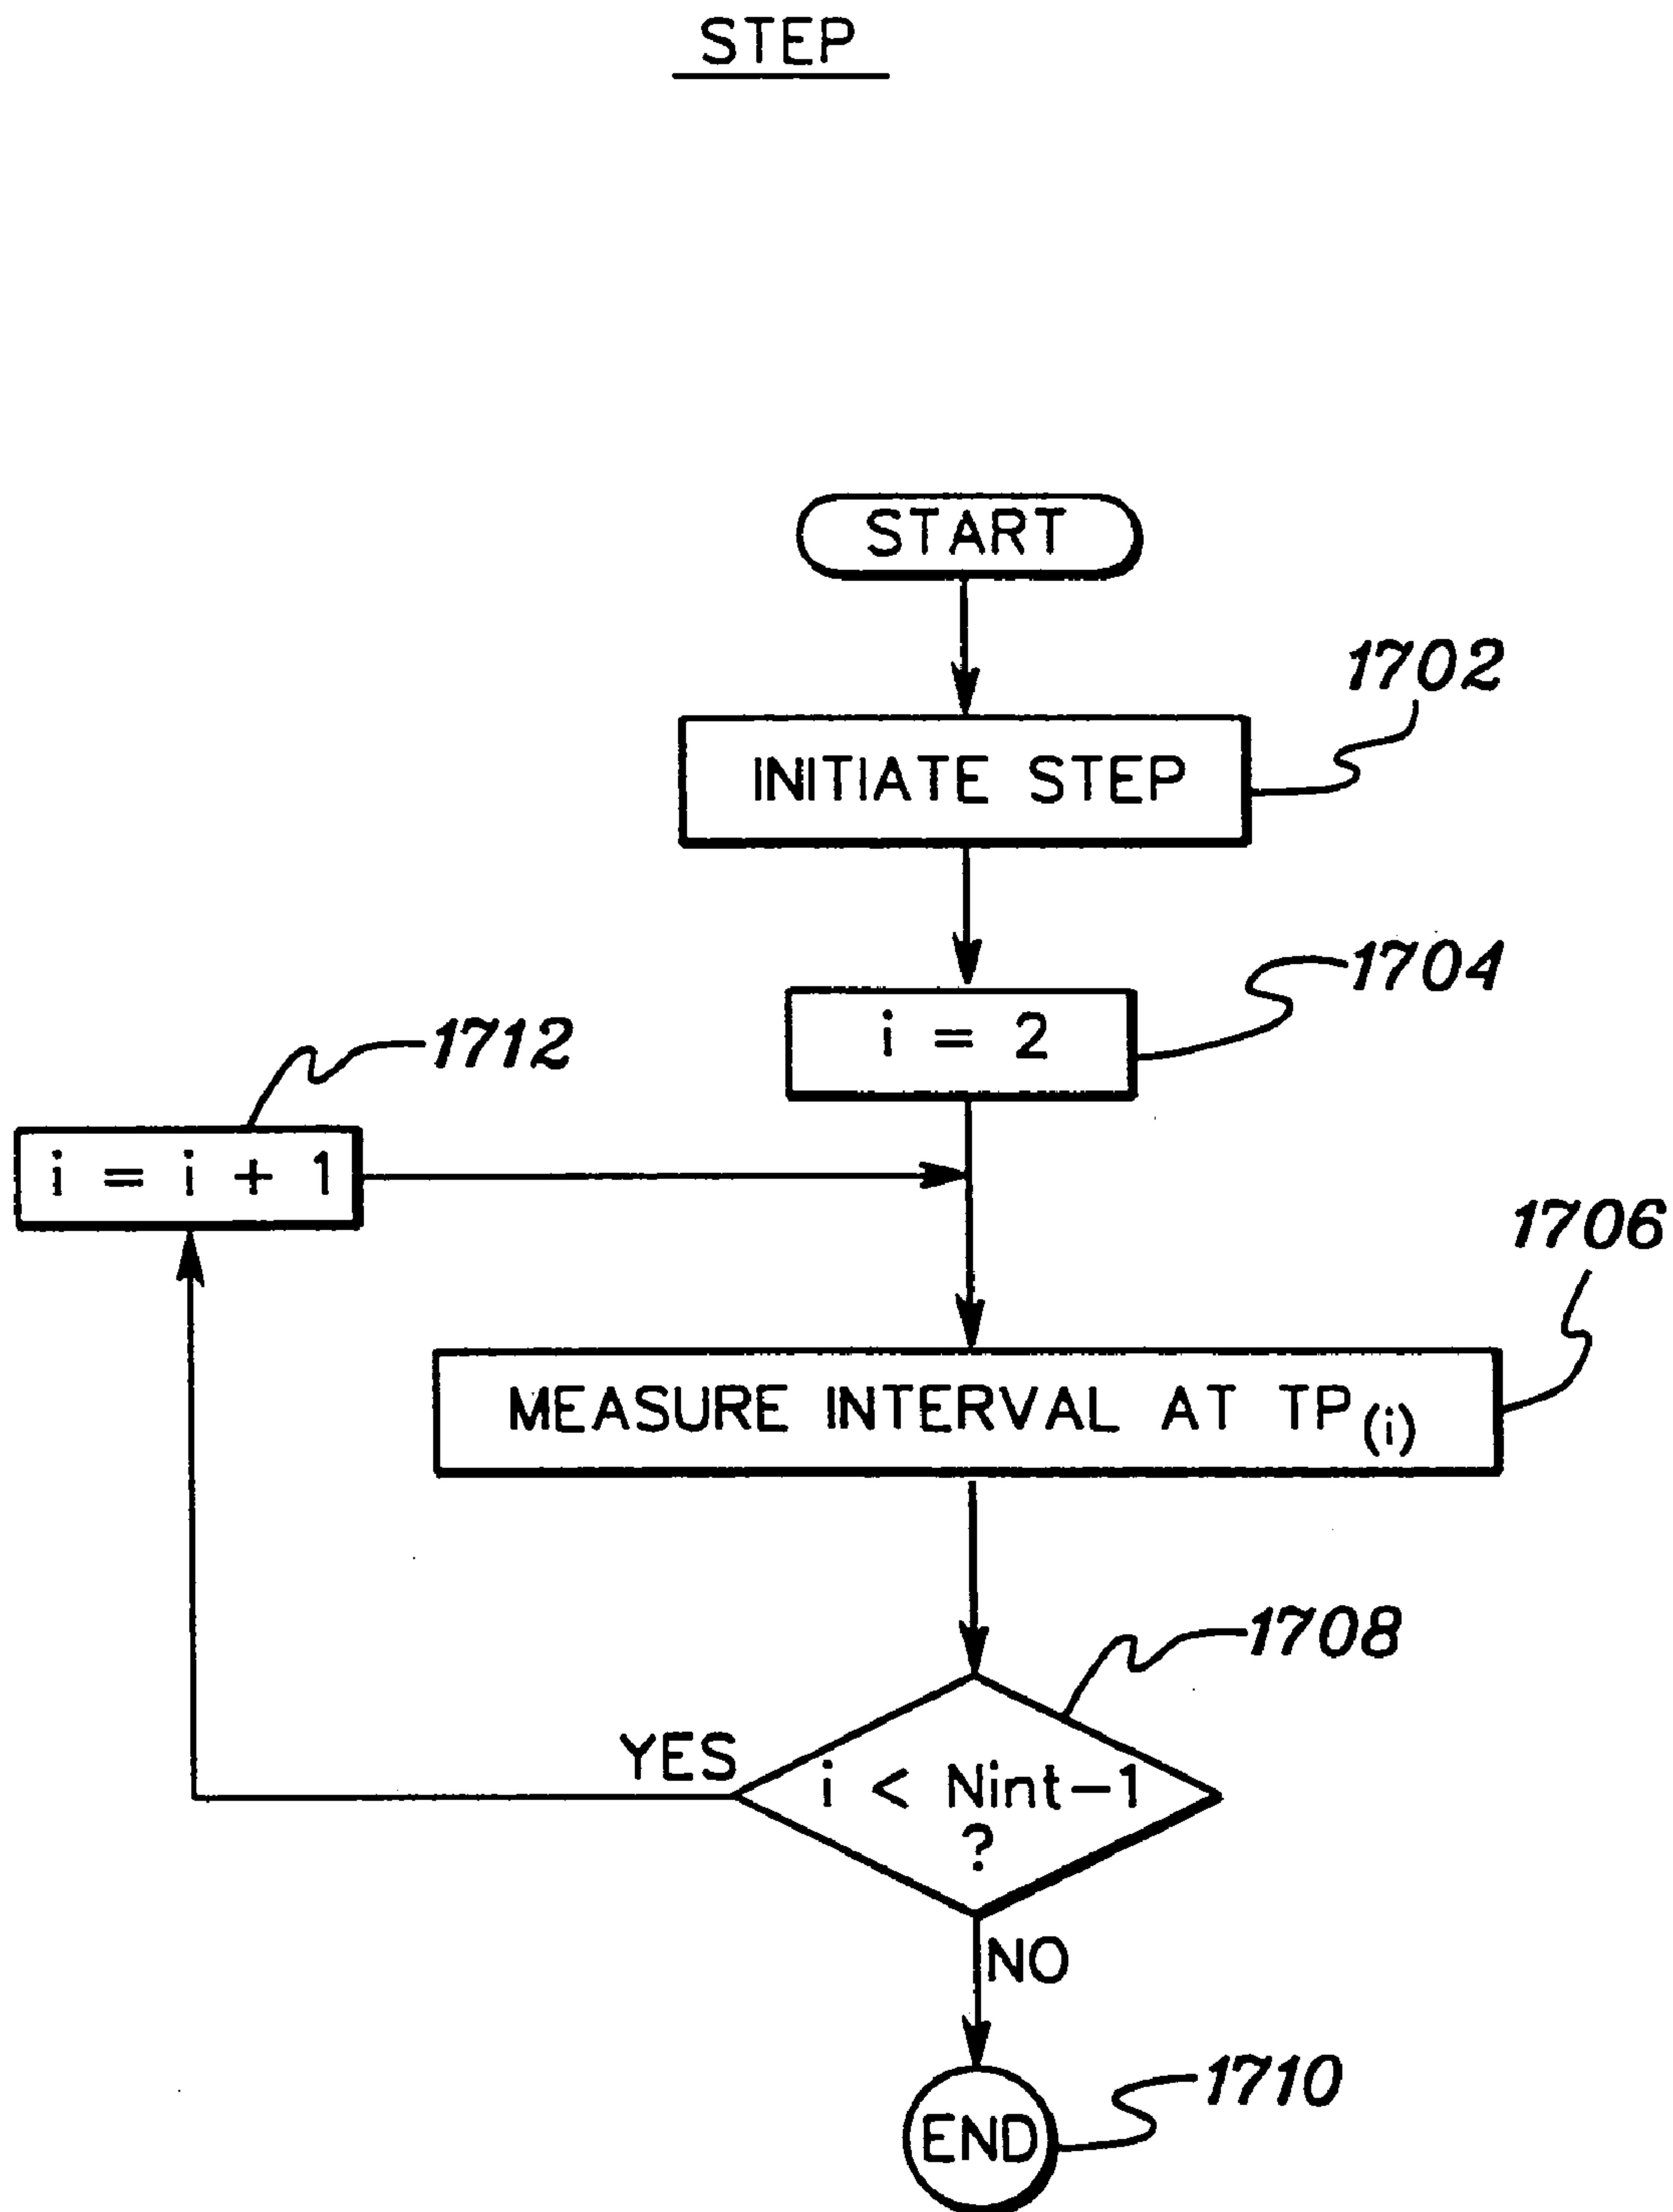 STEP
START
1702
INITIATE STEP
1704
i = 2
1712
i = i + 1
1706
MEASURE INTERVAL AT TP(i)
1708
YES
i < Nint-1
?
NO
1710
END